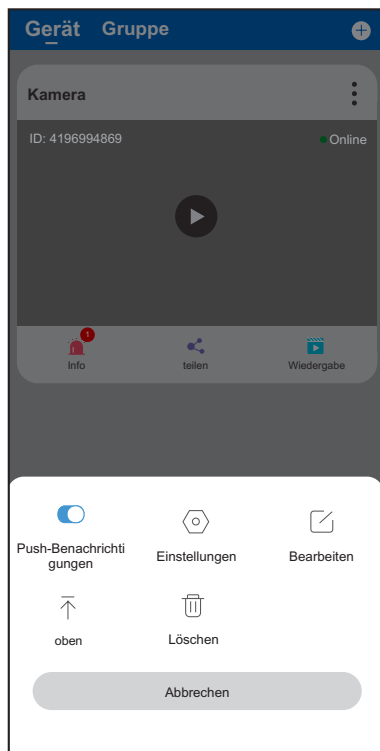 Gerät Gruppe
Kamera
ID: 4196994869
Online
1
Info
teilen
Wiedergabe
Push-Benachrichti
gungen
Einstellungen
Bearbeiten
oben
Löschen
Abbrechen